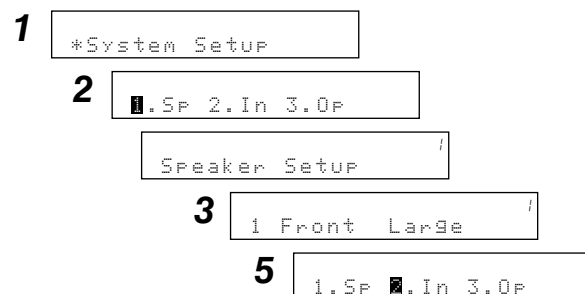 1
*System Setup
2
1.Sp 2.In 3.Op
1
Speaker Setup
3
1
1 Front Large
5
1.Sp 2.In 3.Op